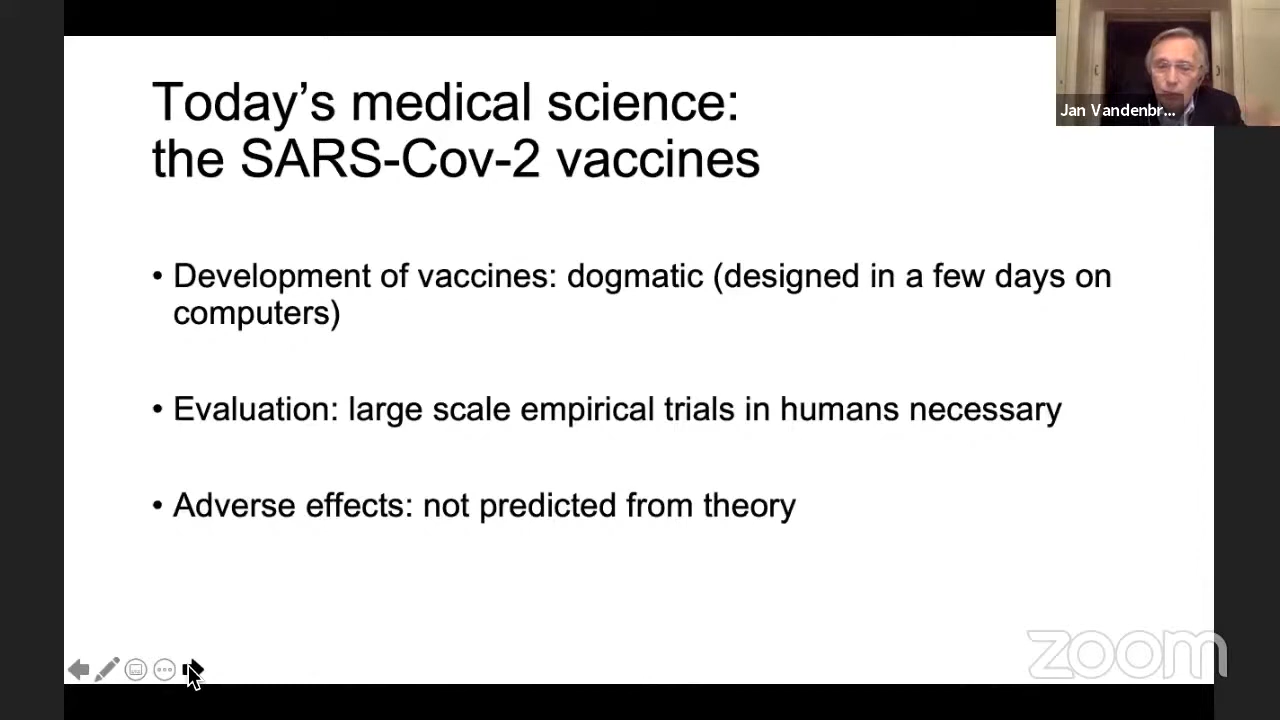 Today’s medical science:
the SARS-Cov-2 vaccines
Jan Vandenbr...
• Development of vaccines: dogmatic (designed in a few days on
computers)
• Evaluation: large scale empirical trials in humans necessary
• Adverse effects: not predicted from theory
zoom